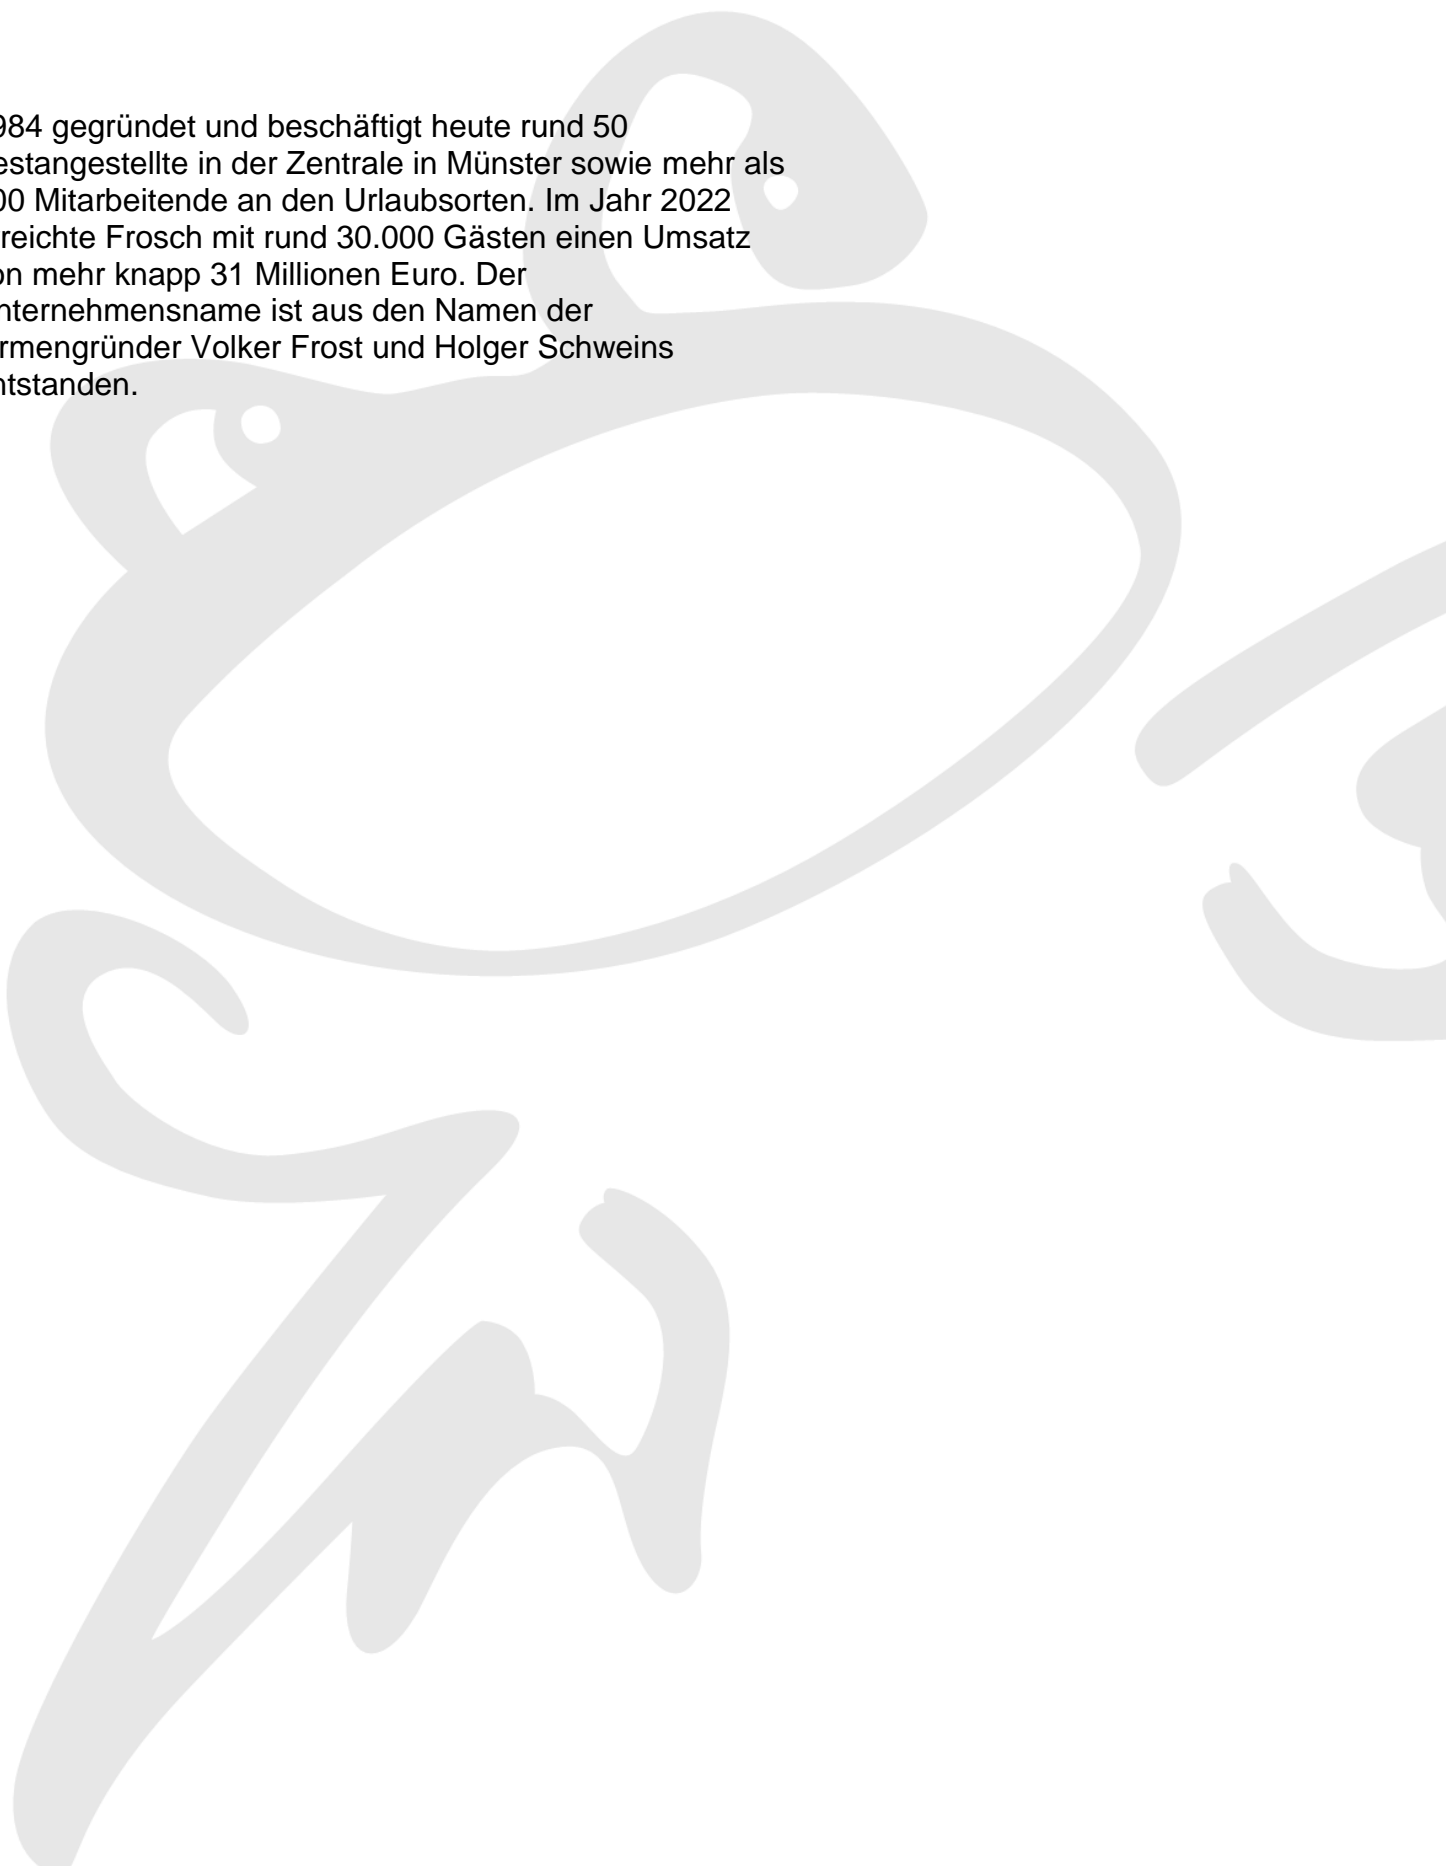 984 gegründet und beschäftigt heute rund 50
estangestellte in der Zentrale in Münster sowie mehr als
00 Mitarbeitende an den Urlaubsorten. Im Jahr 2022
reichte Frosch mit rund 30.000 Gästen einen Umsatz
on mehr knapp 31 Millionen Euro. Der
nternehmensname ist aus den Namen der
rmengründer Volker Frost und Holger Schweins
ntstanden.